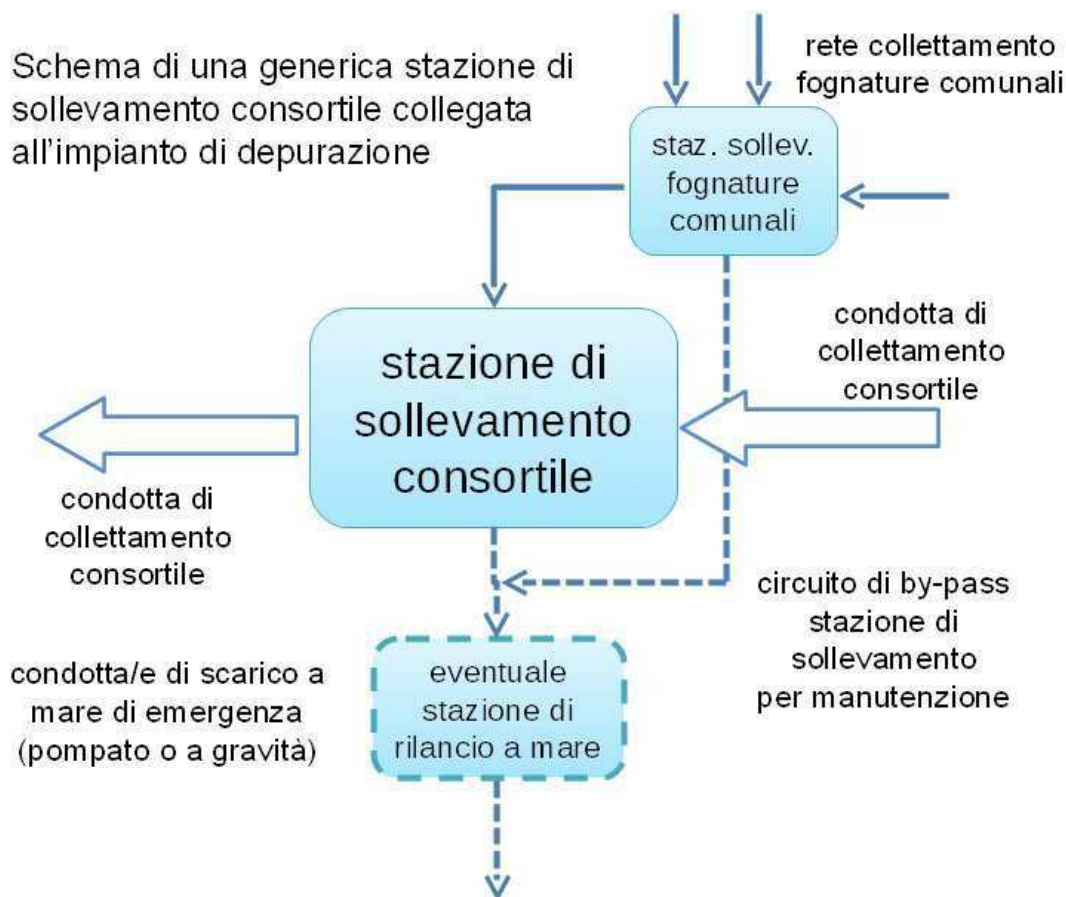 Schema di una generica stazione di
sollevamento consortile collegata
all'impianto di depurazione
rete collettamento
fognature comunali
staz. sollev.
fognature
comunali
condotta di
collettamento
consortile
stazione di
sollevamento
consortile
condotta di
collettamento
consortile
circuito di by-pass
stazione di
sollevamento
per manutenzione
condotta/e di scarico a
mare di emergenza
(pompato o a gravità)
eventuale
stazione di
rilancio a mare